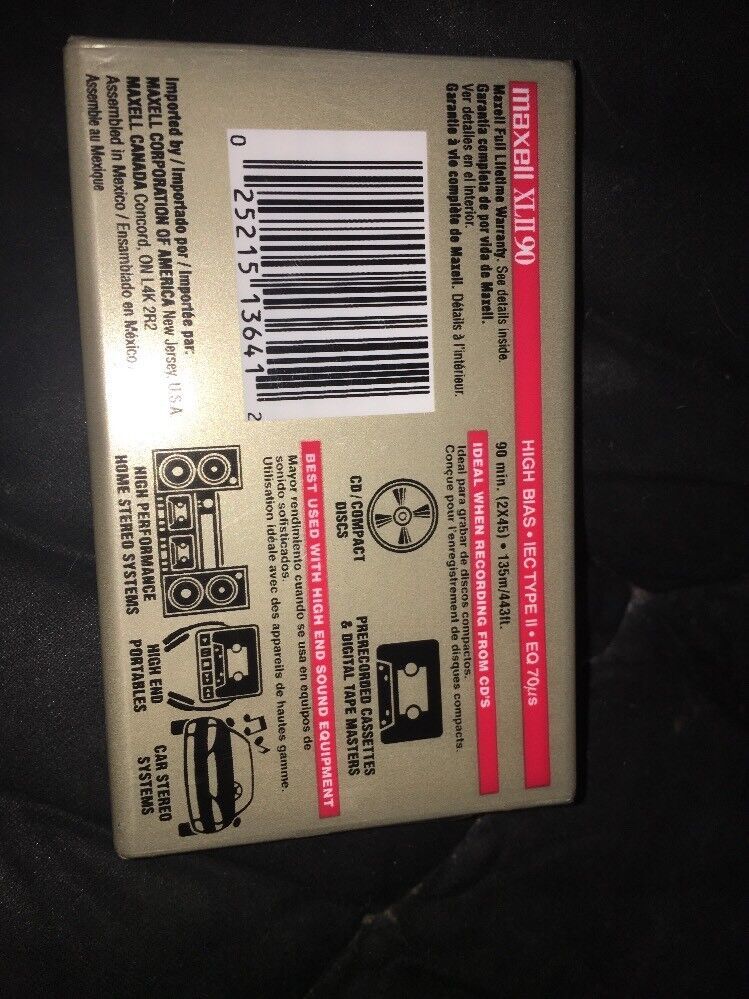 maxell XLII 90
HIGH BIAS • IEC TYPE II • EQ 70µs
Maxell Full Lifetime Warranty. See details inside.
Garantía completa de por vida de Maxell.
Ver detalles en el interior.
Garantie à vie complète de Maxell. Détails à l'intérieur.
0 25215 13641 2
Imported by / Importado por / Importée par:
MAXELL CORPORATION OF AMERICA New Jersey, U.S.A
MAXELL CANADA Concord, ON L4K 2R2
Assembled in Mexico / Ensamblado en México.
Assemble au Mexique
90 min. (2X45) • 135m/443ft.
IDEAL WHEN RECORDING FROM CD'S
Ideal para grabar de discos compactos.
Conçue pour l'enregistrement de disques compacts.
CD / COMPACT
DISCS
PRERECORDED CASSETTES
& DIGITAL TAPE MASTERS
BEST USED WITH HIGH END SOUND EQUIPMENT
Mayor rendimiento cuando se usa en equipos de
sonido sofisticados.
Utilisation idéale avec des appareils de hautes gamme.
HIGH PERFORMANCE
HOME STEREO SYSTEMS
HIGH END
PORTABLES
CAR STEREO
SYSTEMS